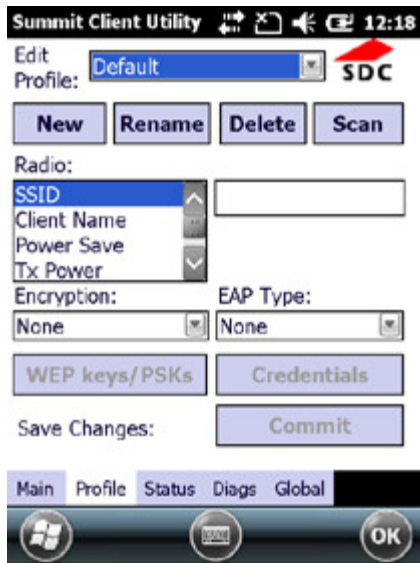 Summit Client Utility 12:18
Edit
Profile:
Default
SDC
New Rename Delete Scan
Radio:
SSID
Client Name
Power Save
Tx Power
Encryption: EAP Type:
None None
WEP keys/PSKs Credentials
Save Changes: Commit
Main Profile Status Diags Global
OK